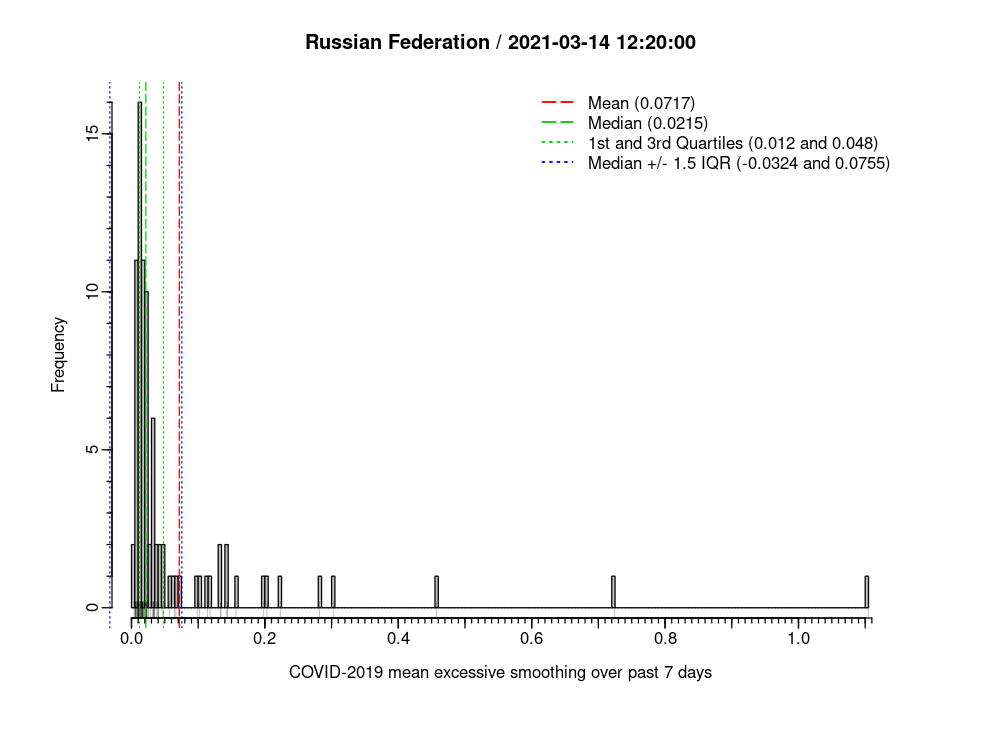 Russian Federation / 2021-03-14 12:20:00
Mean (0.0717)
Median (0.0215)
1st and 3rd Quartiles (0.012 and 0.048)
Median +/- 1.5 IQR (-0.0324 and 0.0755)
Frequency
15
10
5
0
0.0 0.2 0.4 0.6 0.8 1.0
COVID-2019 mean excessive smoothing over past 7 days